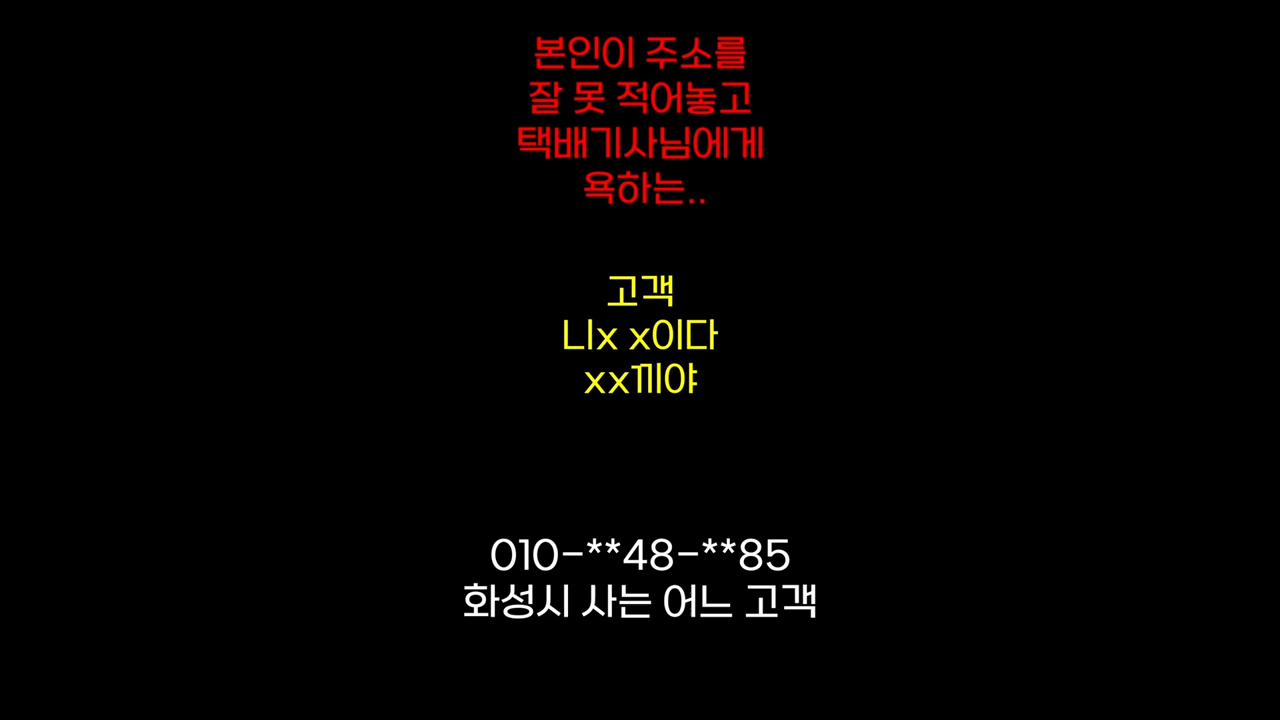 본인이 주소를
잘 못 적어놓고
택배기사님에게
욕하는..
고객
니x x이다
xx끼야
010-**48-**85
화성시 사는 어느 고객